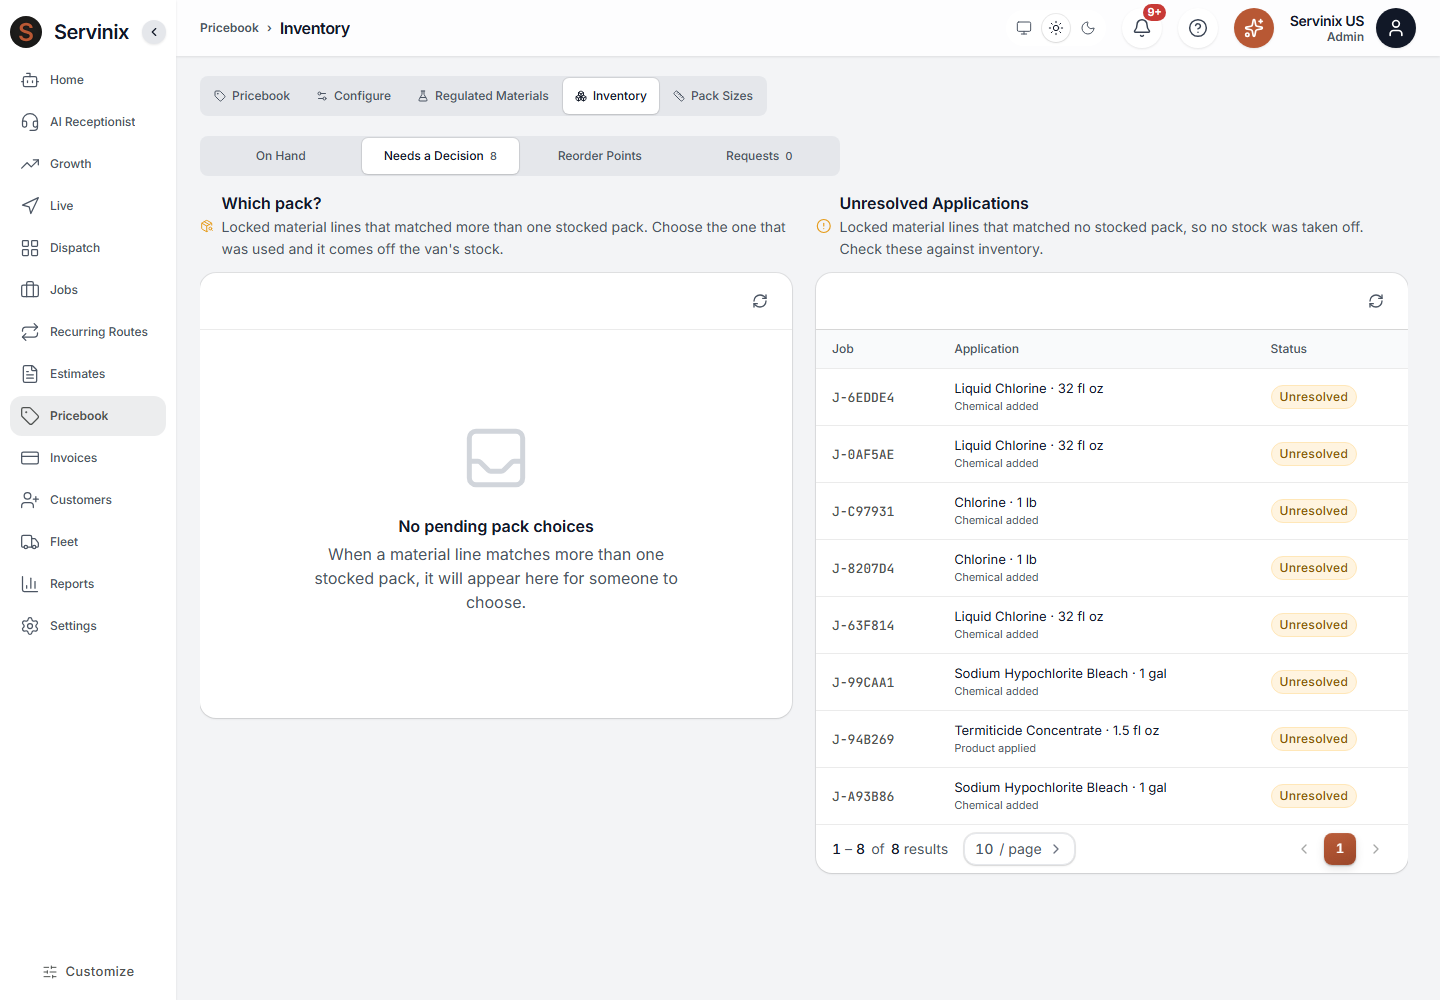 S
Servinix
Home
AI Receptionist
Growth
Live
Dispatch
Jobs
Recurring Routes
Estimates
Pricebook
Invoices
Customers
Fleet
Reports
Settings
Customize
Pricebook › Inventory
9+
Servinix US
Admin
Pricebook
Configure
Regulated Materials
Inventory
Pack Sizes
On Hand
Needs a Decision 8
Reorder Points
Requests 0
Which pack?
Locked material lines that matched more than one stocked pack. Choose the one that
was used and it comes off the van's stock.
No pending pack choices
When a material line matches more than one
stocked pack, it will appear here for someone to
choose.
Unresolved Applications
Locked material lines that matched no stocked pack, so no stock was taken off.
Check these against inventory.
Job Application Status
J-6EDDE4 Liquid Chlorine · 32 fl oz Unresolved
Chemical added
J-0AF5AE Liquid Chlorine · 32 fl oz Unresolved
Chemical added
J-C97931 Chlorine · 1 lb Unresolved
Chemical added
J-8207D4 Chlorine · 1 lb Unresolved
Chemical added
J-63F814 Liquid Chlorine · 32 fl oz Unresolved
Chemical added
J-99CAA1 Sodium Hypochlorite Bleach · 1 gal Unresolved
Chemical added
J-94B269 Termiticide Concentrate · 1.5 fl oz Unresolved
Product applied
J-A93B86 Sodium Hypochlorite Bleach · 1 gal Unresolved
Chemical added
1 – 8 of 8 results 10 / page 1